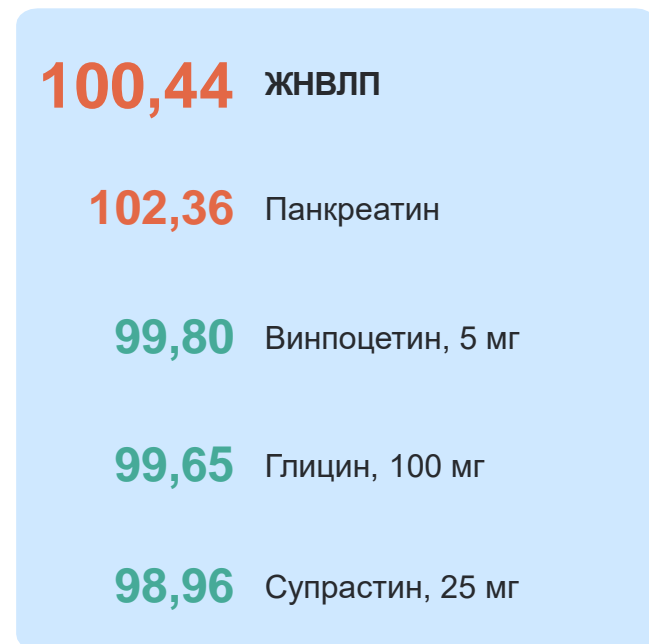 100,44 ЖНВЛП
102,36 Панкреатин
99,80 Винпоцетин, 5 мг
99,65 Глицин, 100 мг
98,96 Супрастин, 25 мг